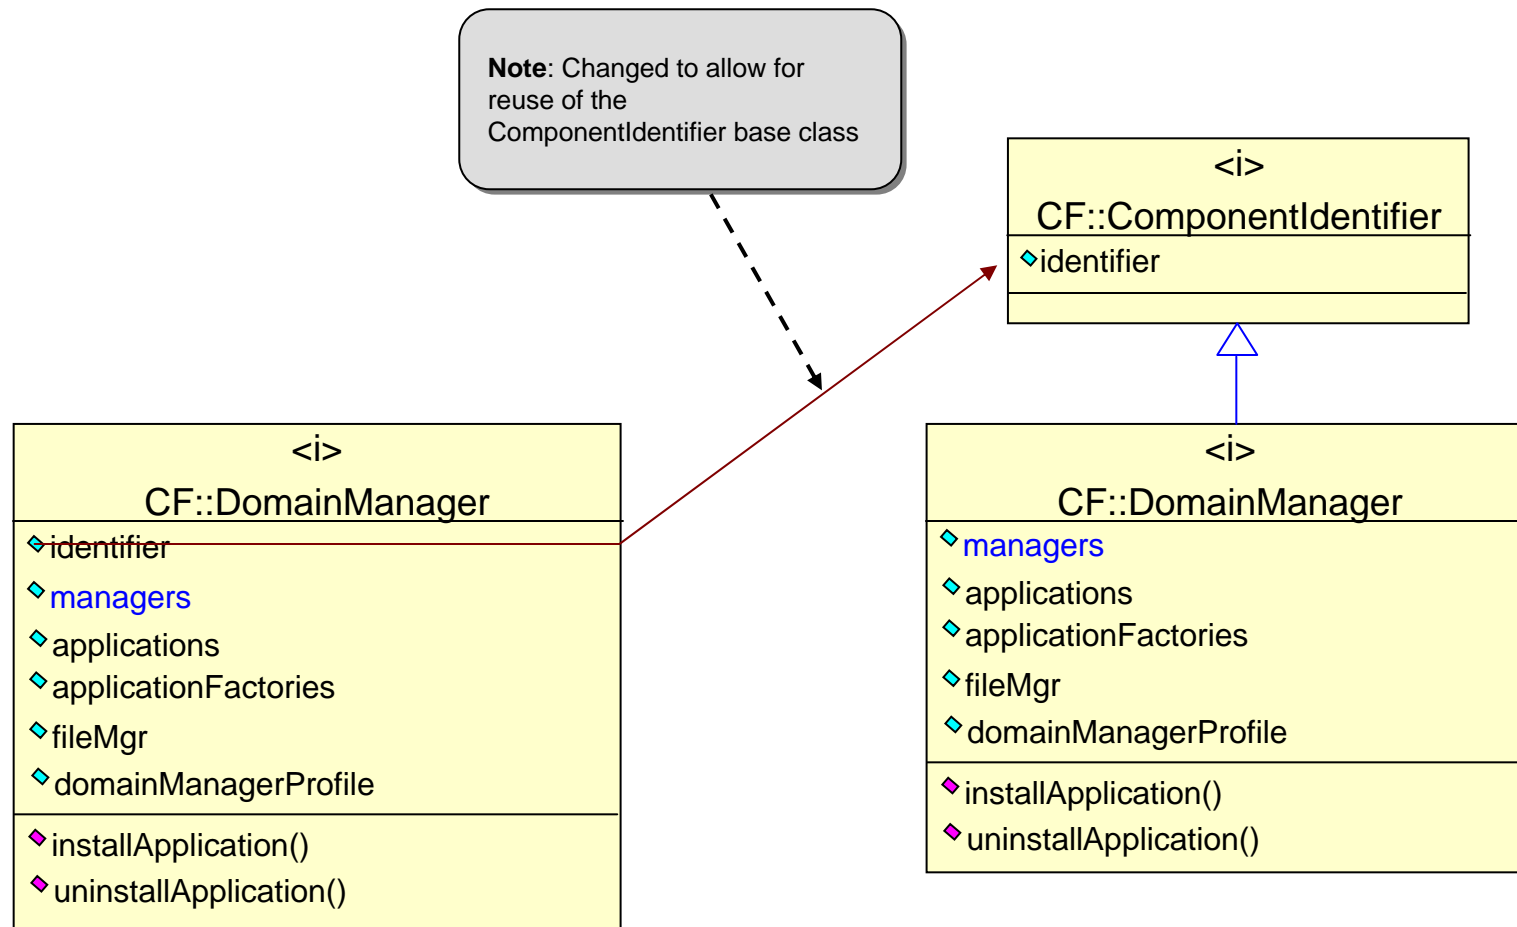 Note: Changed to allow for
reuse of the
ComponentIdentifier base class
<i>
CF::ComponentIdentifier
identifier
<i>
CF::DomainManager
identifier
managers
applications
applicationFactories
fileMgr
domainManagerProfile
installApplication()
uninstallApplication()
<i>
CF::DomainManager
managers
applications
applicationFactories
fileMgr
domainManagerProfile
installApplication()
uninstallApplication()